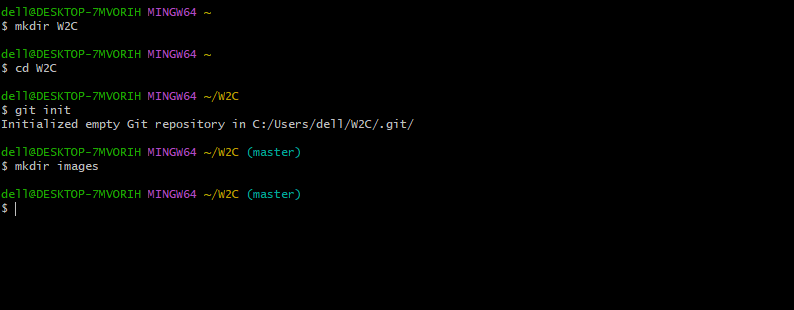 dell@DESKTOP-7MVORIH MINGW64 ~
$ mkdir W2C
dell@DESKTOP-7MVORIH MINGW64 ~
$ cd W2C
dell@DESKTOP-7MVORIH MINGW64 ~/W2C
$ git init
Initialized empty Git repository in C:/Users/dell/W2C/.git/
dell@DESKTOP-7MVORIH MINGW64 ~/W2C (master)
$ mkdir images
dell@DESKTOP-7MVORIH MINGW64 ~/W2C (master)
$